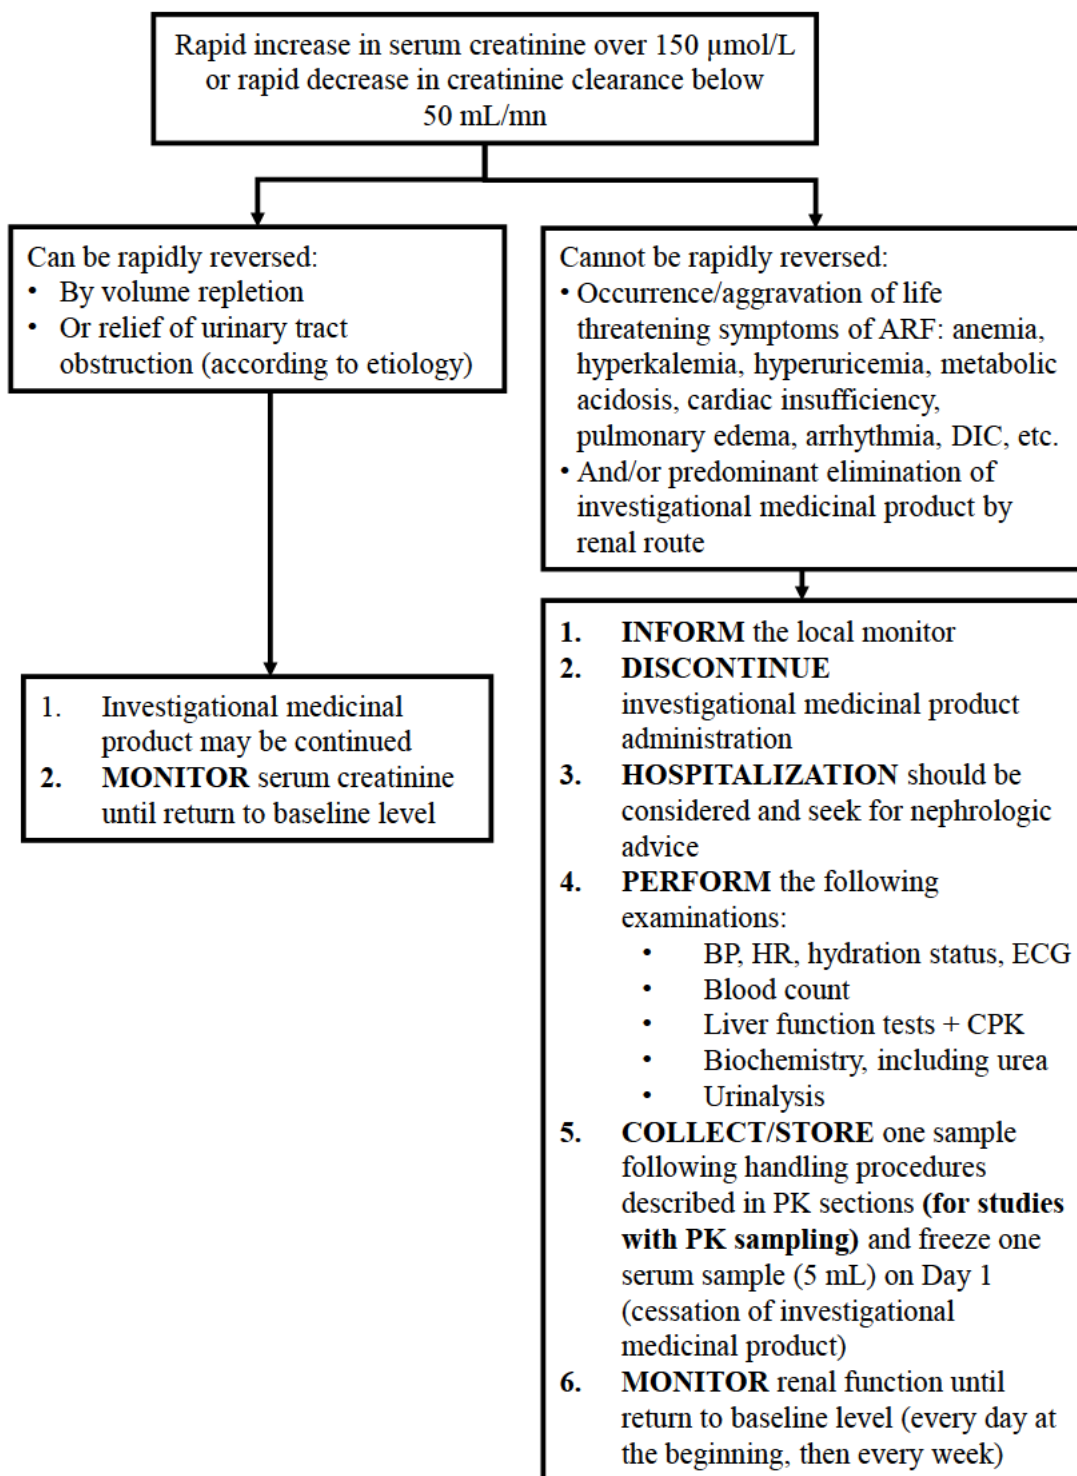 Rapid increase in serum creatinine over 150 µmol/L
or rapid decrease in creatinine clearance below
50 mL/mn
Can be rapidly reversed:
• By volume repletion
• Or relief of urinary tract
obstruction (according to etiology)
Cannot be rapidly reversed:
• Occurrence/aggravation of life
threatening symptoms of ARF: anemia,
hyperkalemia, hyperuricemia, metabolic
acidosis, cardiac insufficiency,
pulmonary edema, arrhythmia, DIC, etc.
• And/or predominant elimination of
investigational medicinal product by
renal route
1. Investigational medicinal
product may be continued
2. MONITOR serum creatinine
until return to baseline level
1. INFORM the local monitor
2. DISCONTINUE
investigational medicinal product
administration
3. HOSPITALIZATION should be
considered and seek for nephrologic
advice
4. PERFORM the following
examinations:
• BP, HR, hydration status, ECG
• Blood count
• Liver function tests + CPK
• Biochemistry, including urea
• Urinalysis
5. COLLECT/STORE one sample
following handling procedures
described in PK sections (for studies
with PK sampling) and freeze one
serum sample (5 mL) on Day 1
(cessation of investigational
medicinal product)
6. MONITOR renal function until
return to baseline level (every day at
the beginning, then every week)